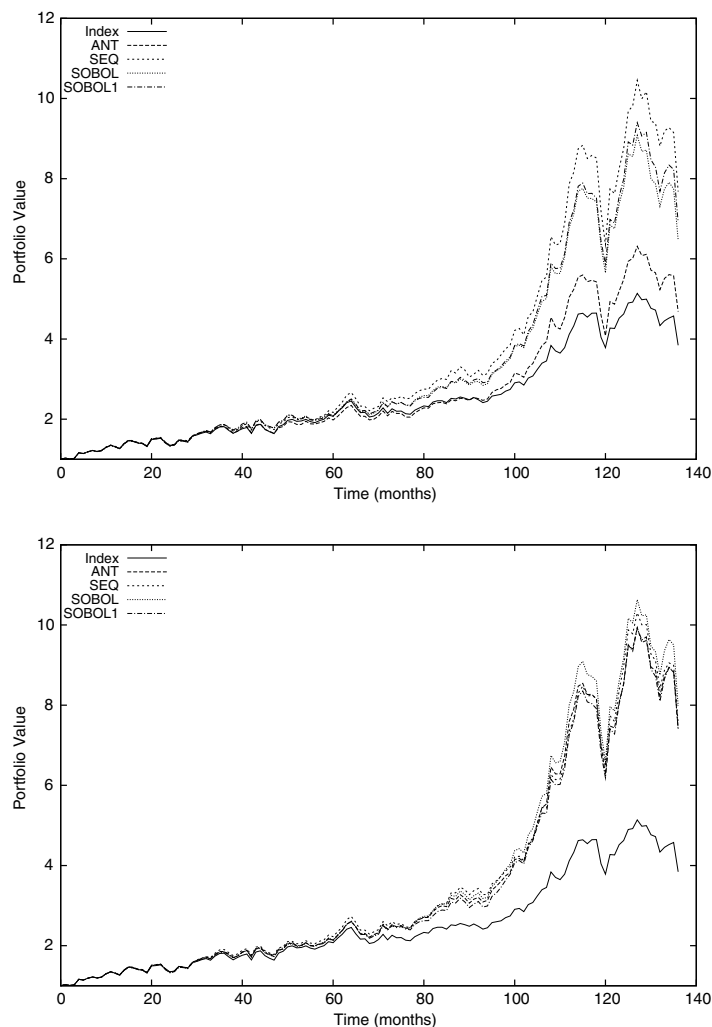 12
10
8
6
4
2
Portfolio Value
Index
ANT
SEQ
SOBOL
SOBOL1
0 20 40 60 80 100 120 140
Time (months)
12
10
8
6
4
2
Portfolio Value
Index
ANT
SEQ
SOBOL
SOBOL1
0 20 40 60 80 100 120 140
Time (months)